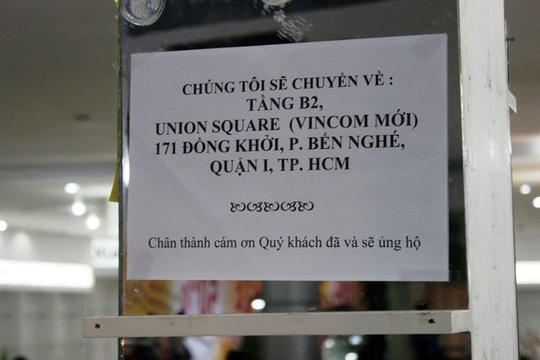 CHÚNG TÔI SẼ CHUYỂN VỀ :
TẦNG B2,
UNION SQUARE (VINCOM MỚI)
171 ĐỒNG KHỞI, P. BẾN NGHÉ,
QUẬN I, TP. HCM
Chân thành cám ơn Quý khách đã và sẽ ủng hộ